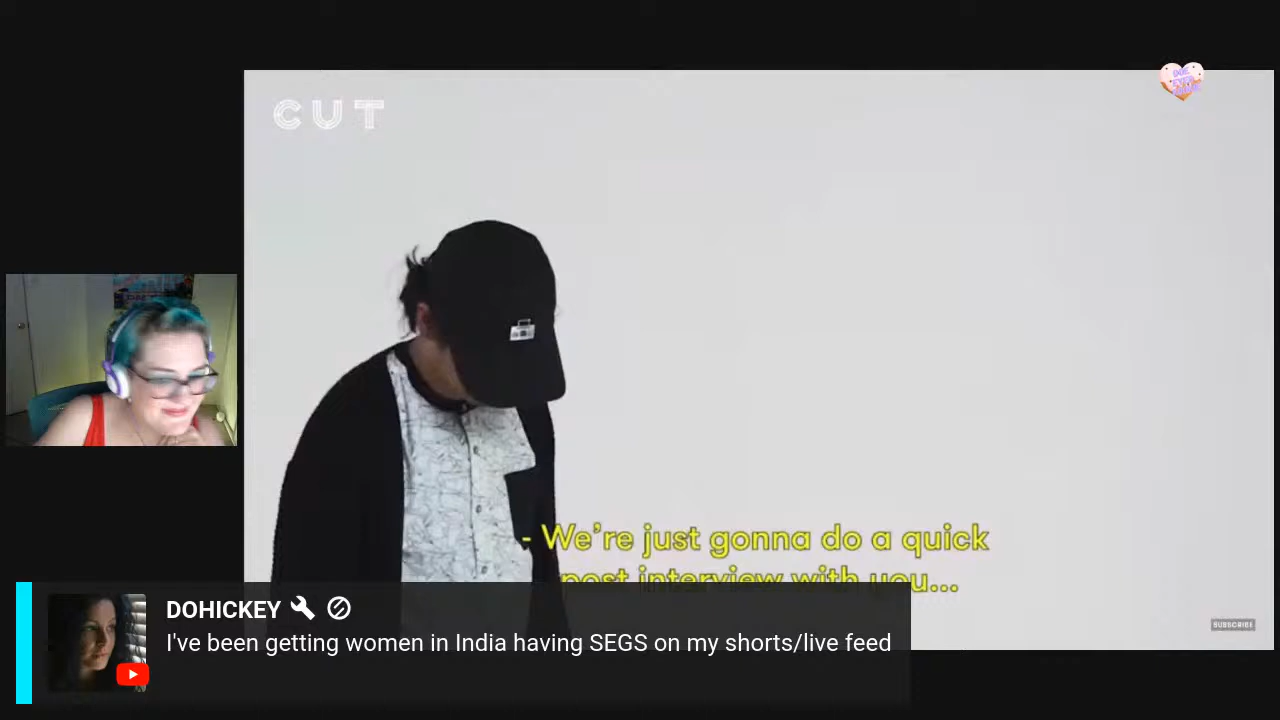 CUT
- We're just gonna do a quick
post interview with you...
SUBSCRIBE
DOHICKEY
I've been getting women in India having SEGS on my shorts/live feed